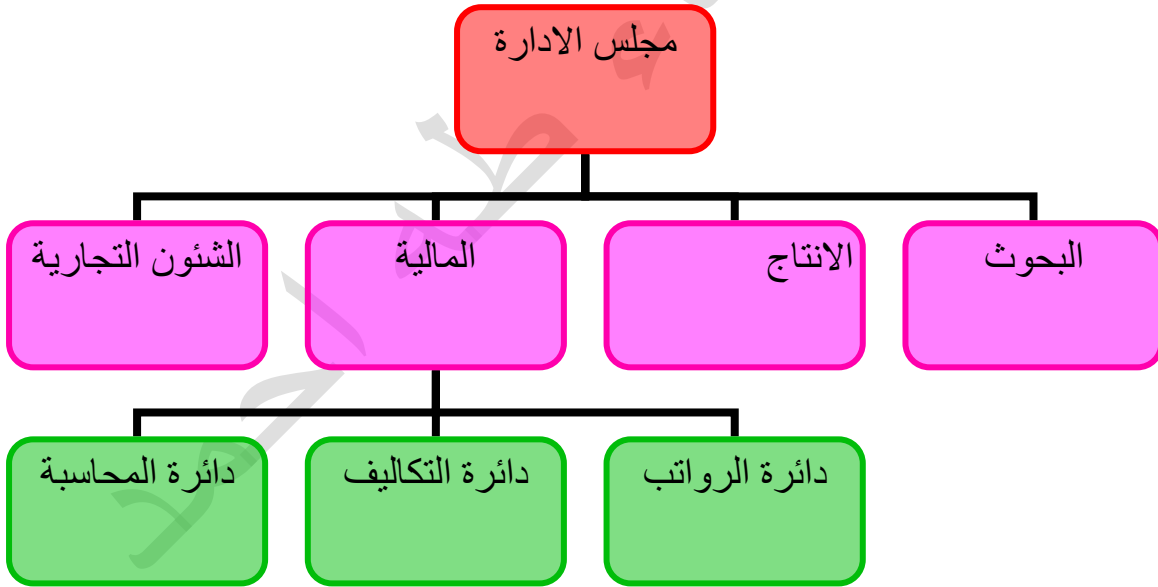 مجلس الادارة
البحوث
الانتاج
المالية
الشئون التجارية
دائرة الرواتب
دائرة التكاليف
دائرة المحاسبة